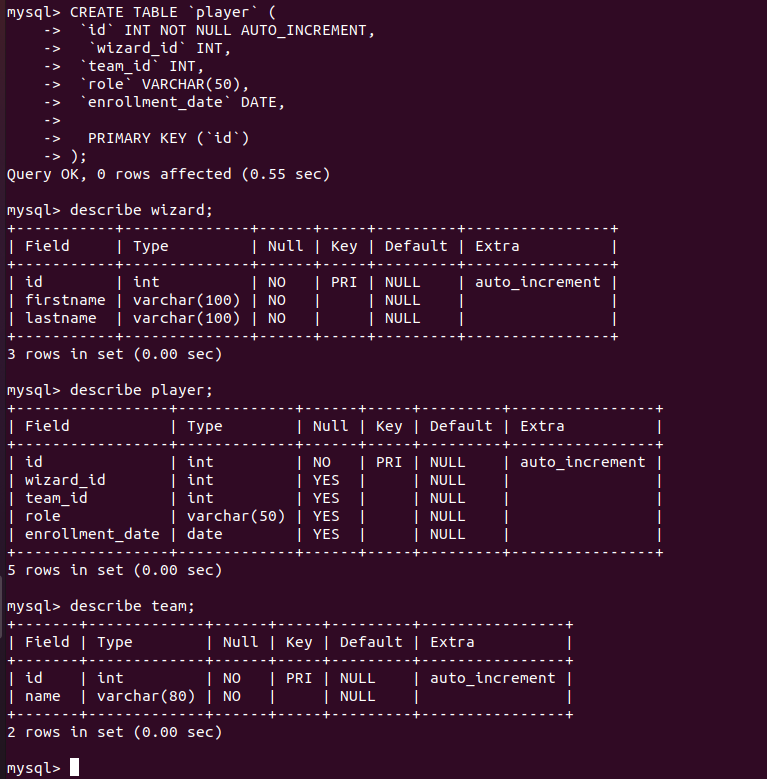 mysql> CREATE TABLE `player` (
    ->  `id` INT NOT NULL AUTO_INCREMENT,
    ->   `wizard_id` INT,
    ->  `team_id` INT,
    ->  `role` VARCHAR(50),
    ->  `enrollment_date` DATE,
    ->
    ->   PRIMARY KEY (`id`)
    -> );
Query OK, 0 rows affected (0.55 sec)

mysql> describe wizard;
+-----------+--------------+------+-----+---------+----------------+
| Field     | Type         | Null | Key | Default | Extra          |
+-----------+--------------+------+-----+---------+----------------+
| id        | int          | NO   | PRI | NULL    | auto_increment |
| firstname | varchar(100) | NO   |     | NULL    |                |
| lastname  | varchar(100) | NO   |     | NULL    |                |
+-----------+--------------+------+-----+---------+----------------+
3 rows in set (0.00 sec)

mysql> describe player;
+-----------------+-------------+------+-----+---------+----------------+
| Field           | Type        | Null | Key | Default | Extra          |
+-----------------+-------------+------+-----+---------+----------------+
| id              | int         | NO   | PRI | NULL    | auto_increment |
| wizard_id       | int         | YES  |     | NULL    |                |
| team_id         | int         | YES  |     | NULL    |                |
| role            | varchar(50) | YES  |     | NULL    |                |
| enrollment_date | date        | YES  |     | NULL    |                |
+-----------------+-------------+------+-----+---------+----------------+
5 rows in set (0.00 sec)

mysql> describe team;
+-------+-------------+------+-----+---------+----------------+
| Field | Type        | Null | Key | Default | Extra          |
+-------+-------------+------+-----+---------+----------------+
| id    | int         | NO   | PRI | NULL    | auto_increment |
| name  | varchar(80) | NO   |     | NULL    |                |
+-------+-------------+------+-----+---------+----------------+
2 rows in set (0.00 sec)

mysql>